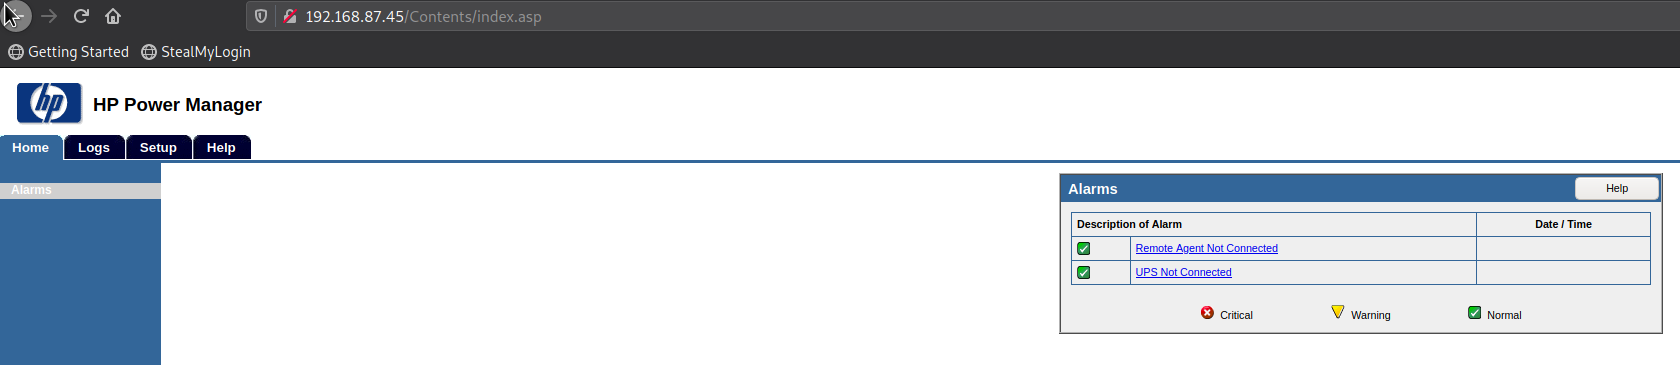 192.168.87.45/Contents/index.asp
Getting Started StealMyLogin
hp HP Power Manager
Home Logs Setup Help
Alarms
Alarms Help
Description of Alarm Date / Time
Remote Agent Not Connected
UPS Not Connected
Critical Warning Normal